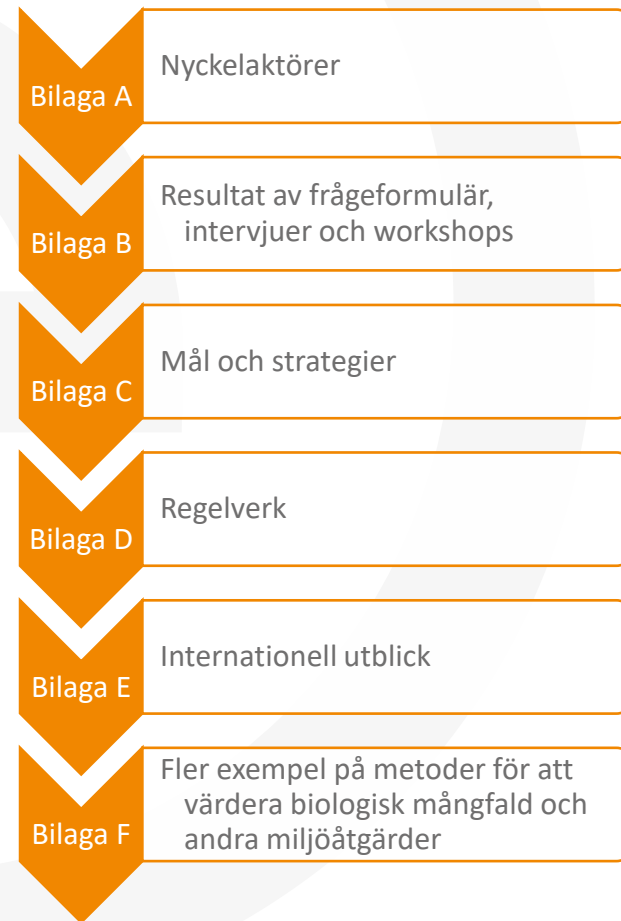 Bilaga A
Nyckelaktörer
Bilaga B
Resultat av frågeformulär,
intervjuer och workshops
Bilaga C
Mål och strategier
Bilaga D
Regelverk
Bilaga E
Internationell utblick
Bilaga F
Fler exempel på metoder för att
värdera biologisk mångfald och
andra miljöåtgärder